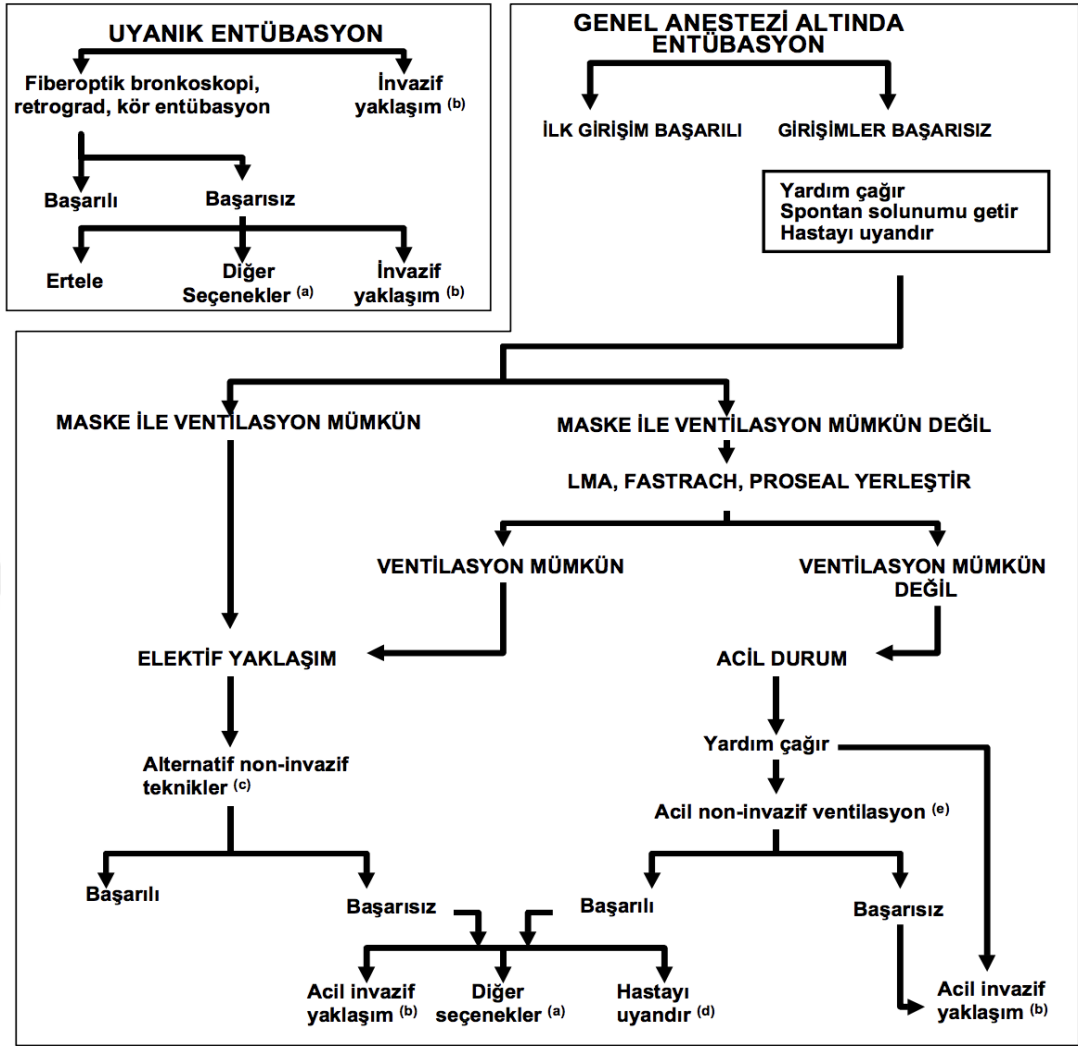 UYANIK ENTÜBASYON
Fiberoptik bronkoskopi,
retrograd, kör entübasyon
İnvazif
yaklaşım (b)
Başarılı
Başarısız
Ertele
Diğer
Seçenekler (a)
İnvazif
yaklaşım (b)
GENEL ANESTEZİ ALTINDA
ENTÜBASYON
İLK GİRİŞİM BAŞARILI
GİRİŞİMLER BAŞARISIZ
Yardım çağır
Spontan solunumu getir
Hastayı uyandır
MASKE İLE VENTİLASYON MÜMKÜN
MASKE İLE VENTİLASYON MÜMKÜN DEĞİL
LMA, FASTRACH, PROSEAL YERLEŞTİR
VENTİLASYON MÜMKÜN
VENTİLASYON MÜMKÜN
DEĞİL
ELEKTİF YAKLAŞIM
ACİL DURUM
Yardım çağır
Alternatif non-invazif
teknikler (c)
Acil non-invazif ventilasyon (e)
Başarılı
Başarısız
Başarılı
Başarısız
Acil invazif
yaklaşım (b)
Diğer
seçenekler (a)
Hastayı
uyandır (d)
Acil invazif
yaklaşım (b)